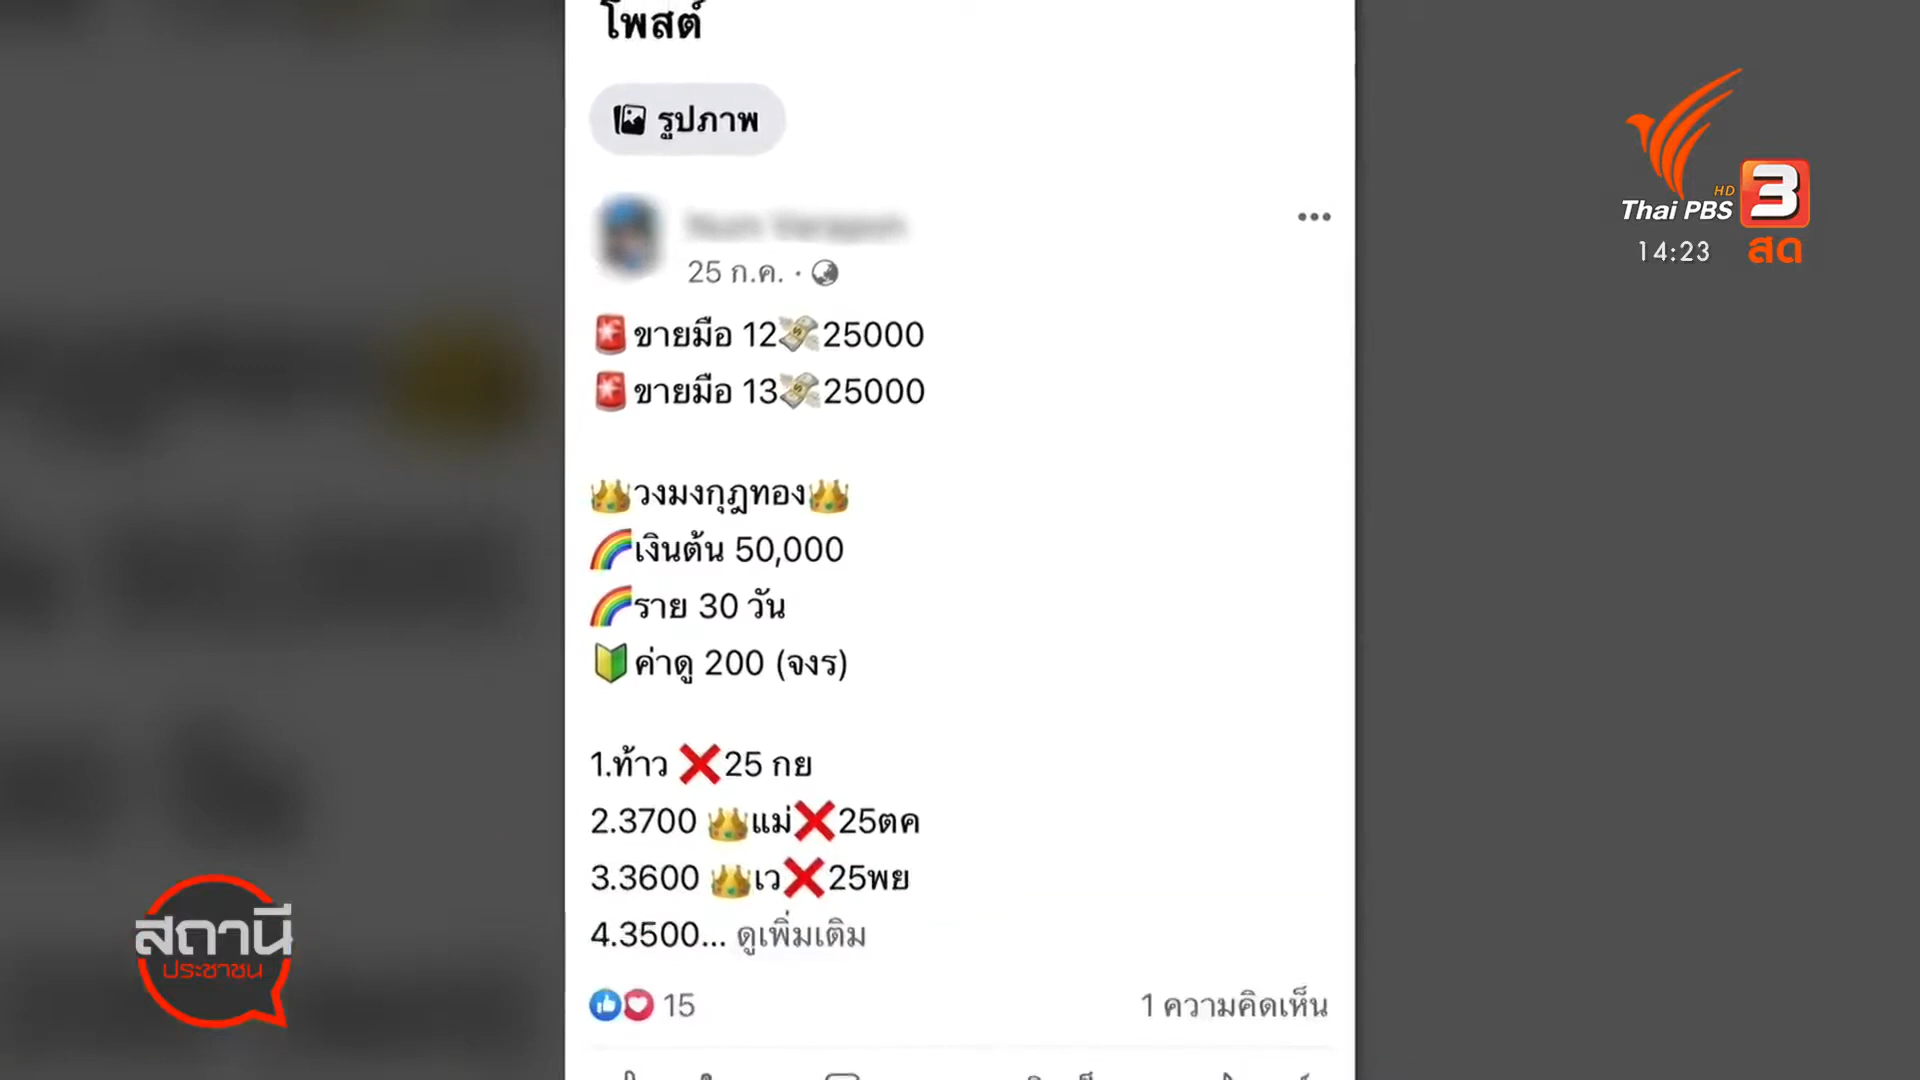 โพสต์
รูปภาพ
25 ก.ค. ·
🚨ขายมือ 12💸25000
🚨ขายมือ 13💸25000
👑วงมงกุฎทอง👑
🌈เงินต้น 50,000
🌈ราย 30 วัน
🔰ค่าดู 200 (จงร)
1.ท้าว ❌25 กย
2.3700 👑แม่❌25ตค
3.3600 👑เว❌25พย
4.3500... ดูเพิ่มเติม
15
1 ความคิดเห็น
Thai PBS HD 3
14:23 สด
สถานี
ประชาชน